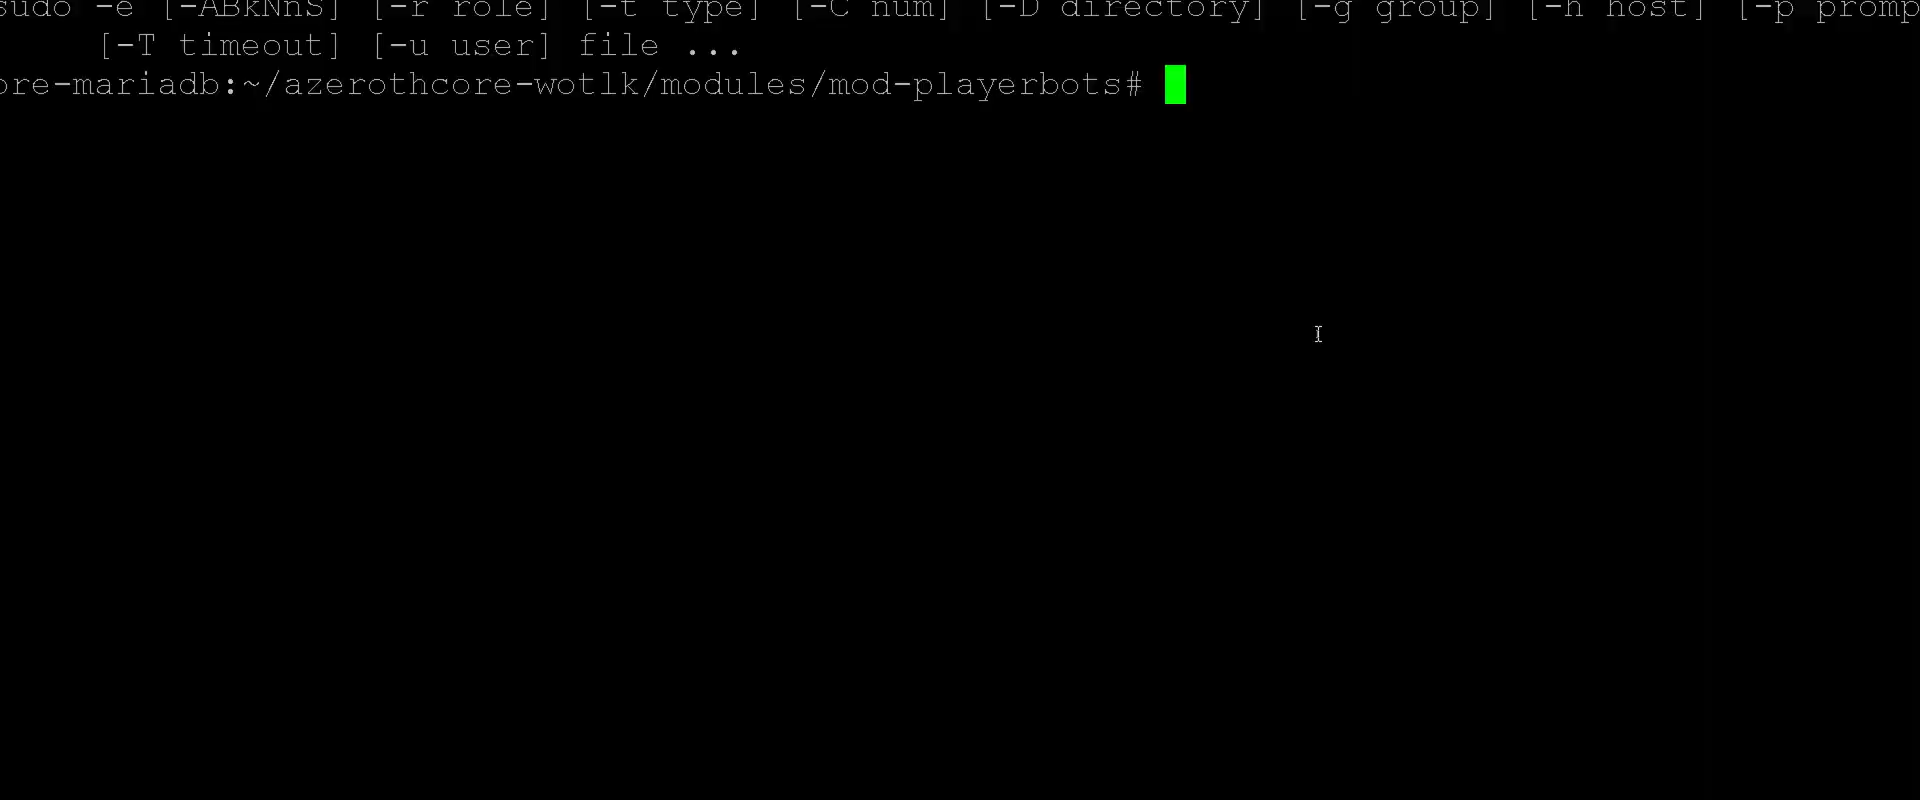 sudo -e [-ABkNnS] [-r role] [-t type] [-C num] [-D directory] [-g group] [-h host] [-p promp
[-T timeout] [-u user] file ...
ore-mariadb:~/azerothcore-wotlk/modules/mod-playerbots#